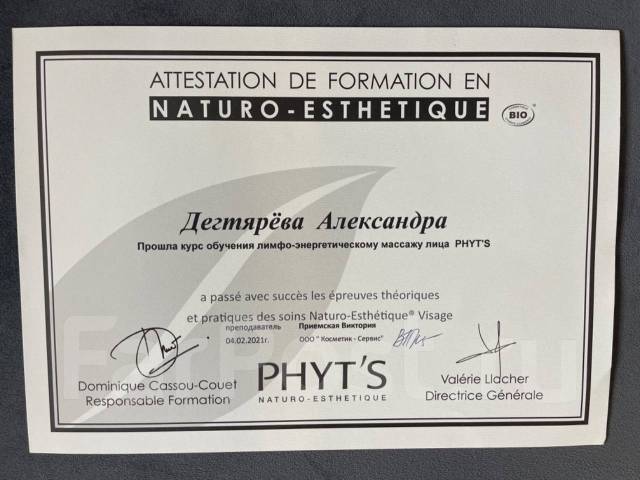 ATTESTATION DE FORMATION EN
NATURO-ESTHETIQUE
BIO
Дегтярёва Александра
Прошла курс обучения лимфо-энергетическому массажу лица PHYT'S
a passé avec succès les épreuves théoriques
et pratiques des soins Naturo-Esthétique® Visage
преподаватель Приемская Виктория
04.02.2021г. ООО "Косметик - Сервис"
Dominique Cassou-Couet
Responsable Formation
PHYT'S
NATURO-ESTHETIQUE
Valérie Llacher
Directrice Générale